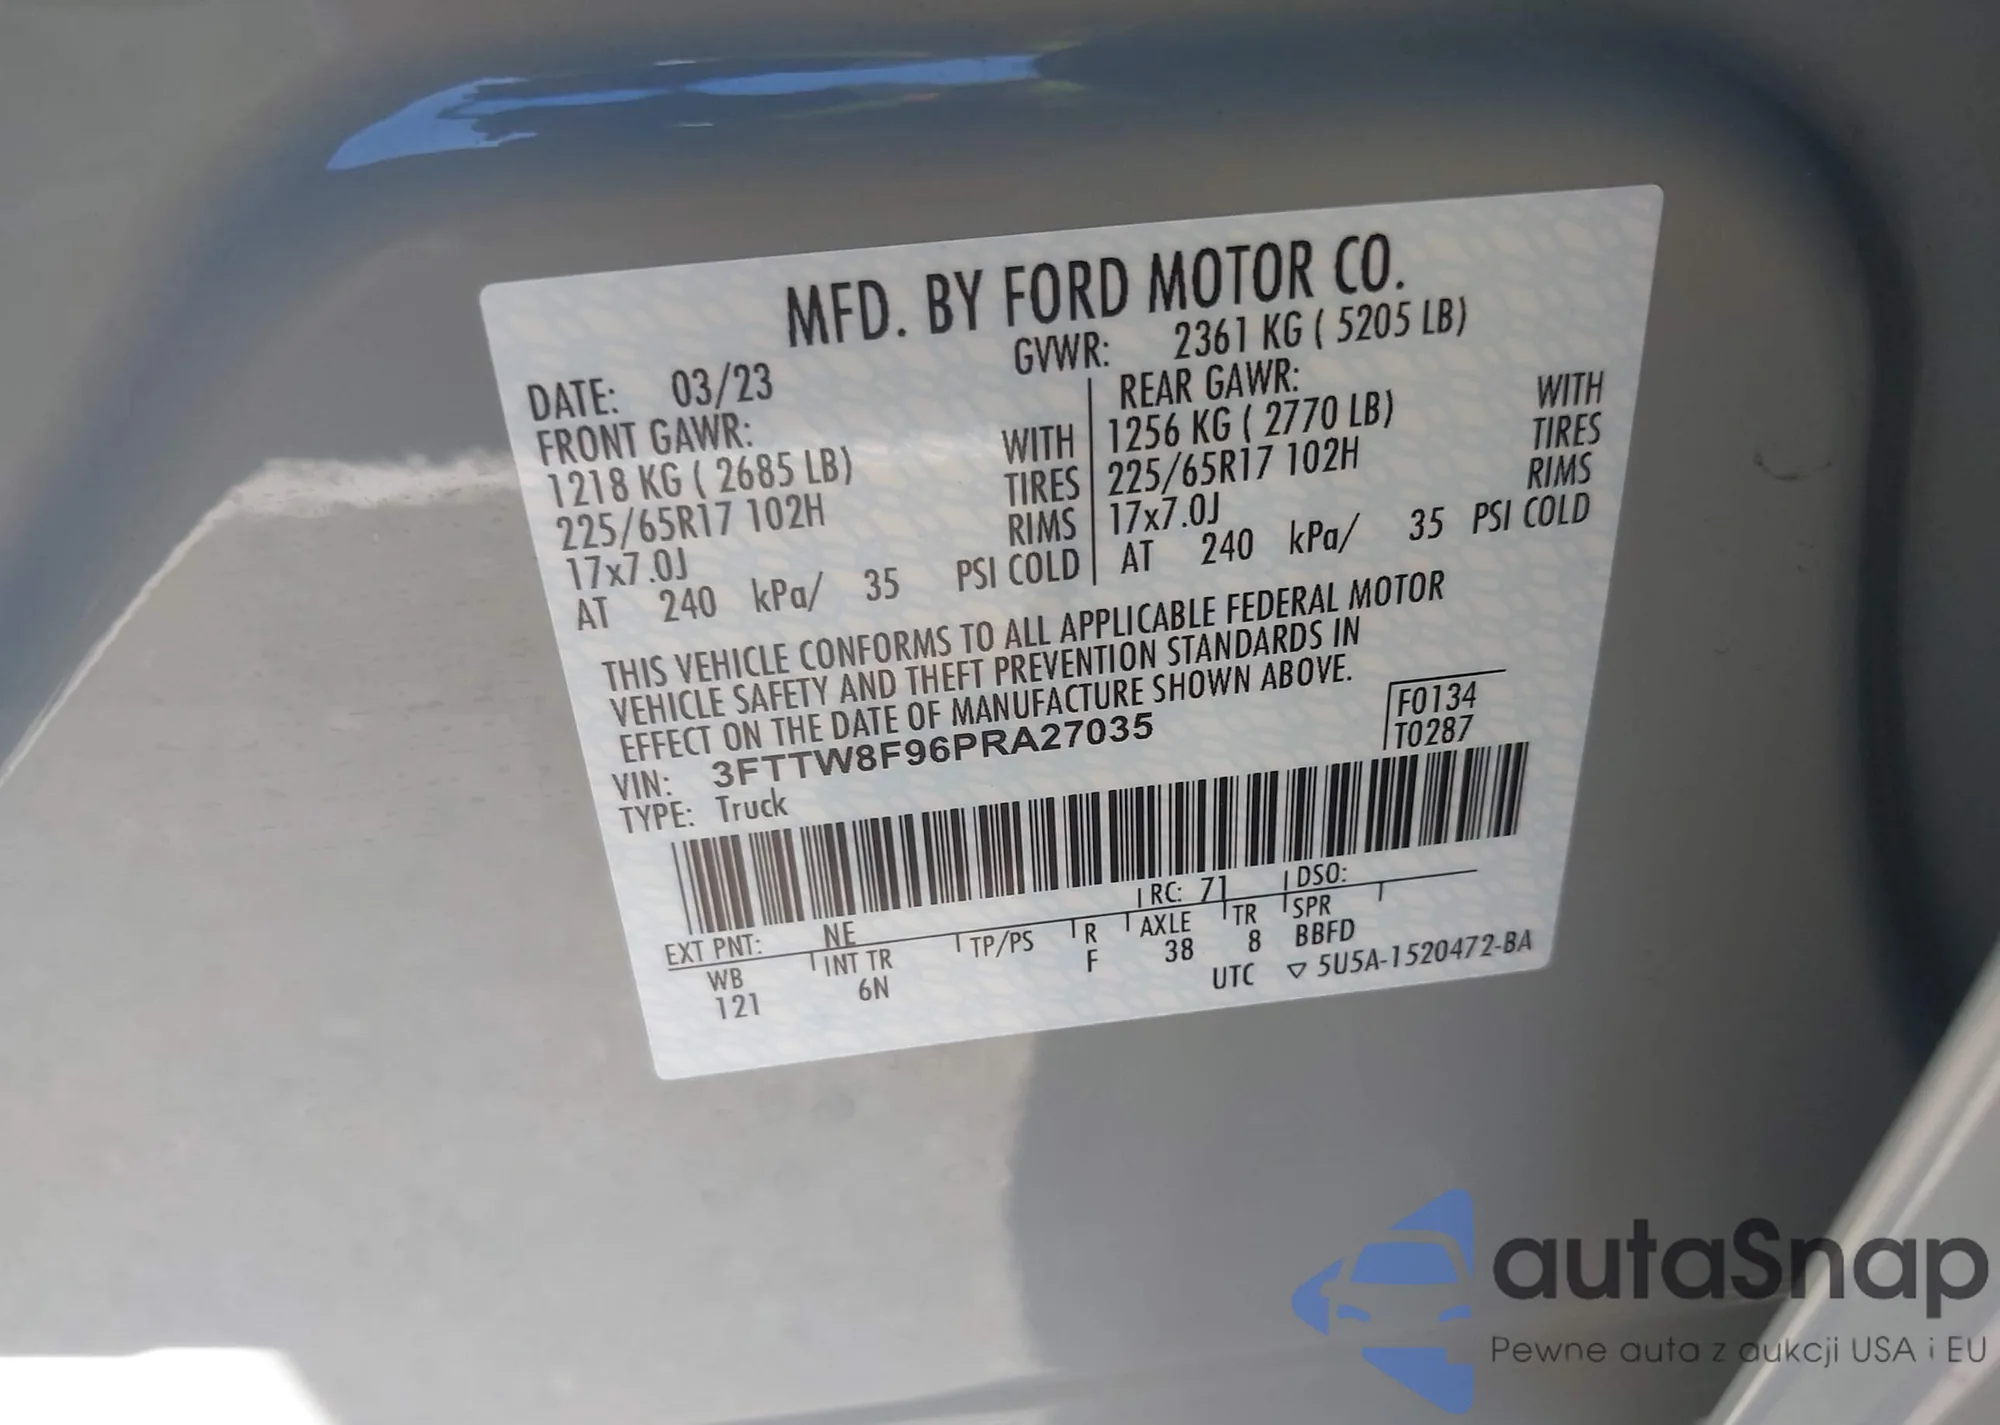 MFD. BY FORD MOTOR CO.
DATE: 03/23 GVWR: 2361 KG ( 5205 LB)
FRONT GAWR: REAR GAWR:
1218 KG ( 2685 LB) WITH 1256 KG ( 2770 LB) WITH
225/65R17 102H TIRES 225/65R17 102H TIRES
17x7.0J RIMS 17x7.0J RIMS
AT 240 kPa/ 35 PSI COLD AT 240 kPa/ 35 PSI COLD
THIS VEHICLE CONFORMS TO ALL APPLICABLE FEDERAL MOTOR
VEHICLE SAFETY AND THEFT PREVENTION STANDARDS IN
EFFECT ON THE DATE OF MANUFACTURE SHOWN ABOVE.
VIN: 3FTTW8F96PRA27035 F0134
TYPE: Truck T0287
EXT PNT: NE RC: 71 DSO:
WB INT TR TP/PS R AXLE TR SPR
121 6N F 38 8 BBFD
UTC ▽ 5U5A-1520472-BA
autaSnap
Pewne auta z aukcji USA i EU